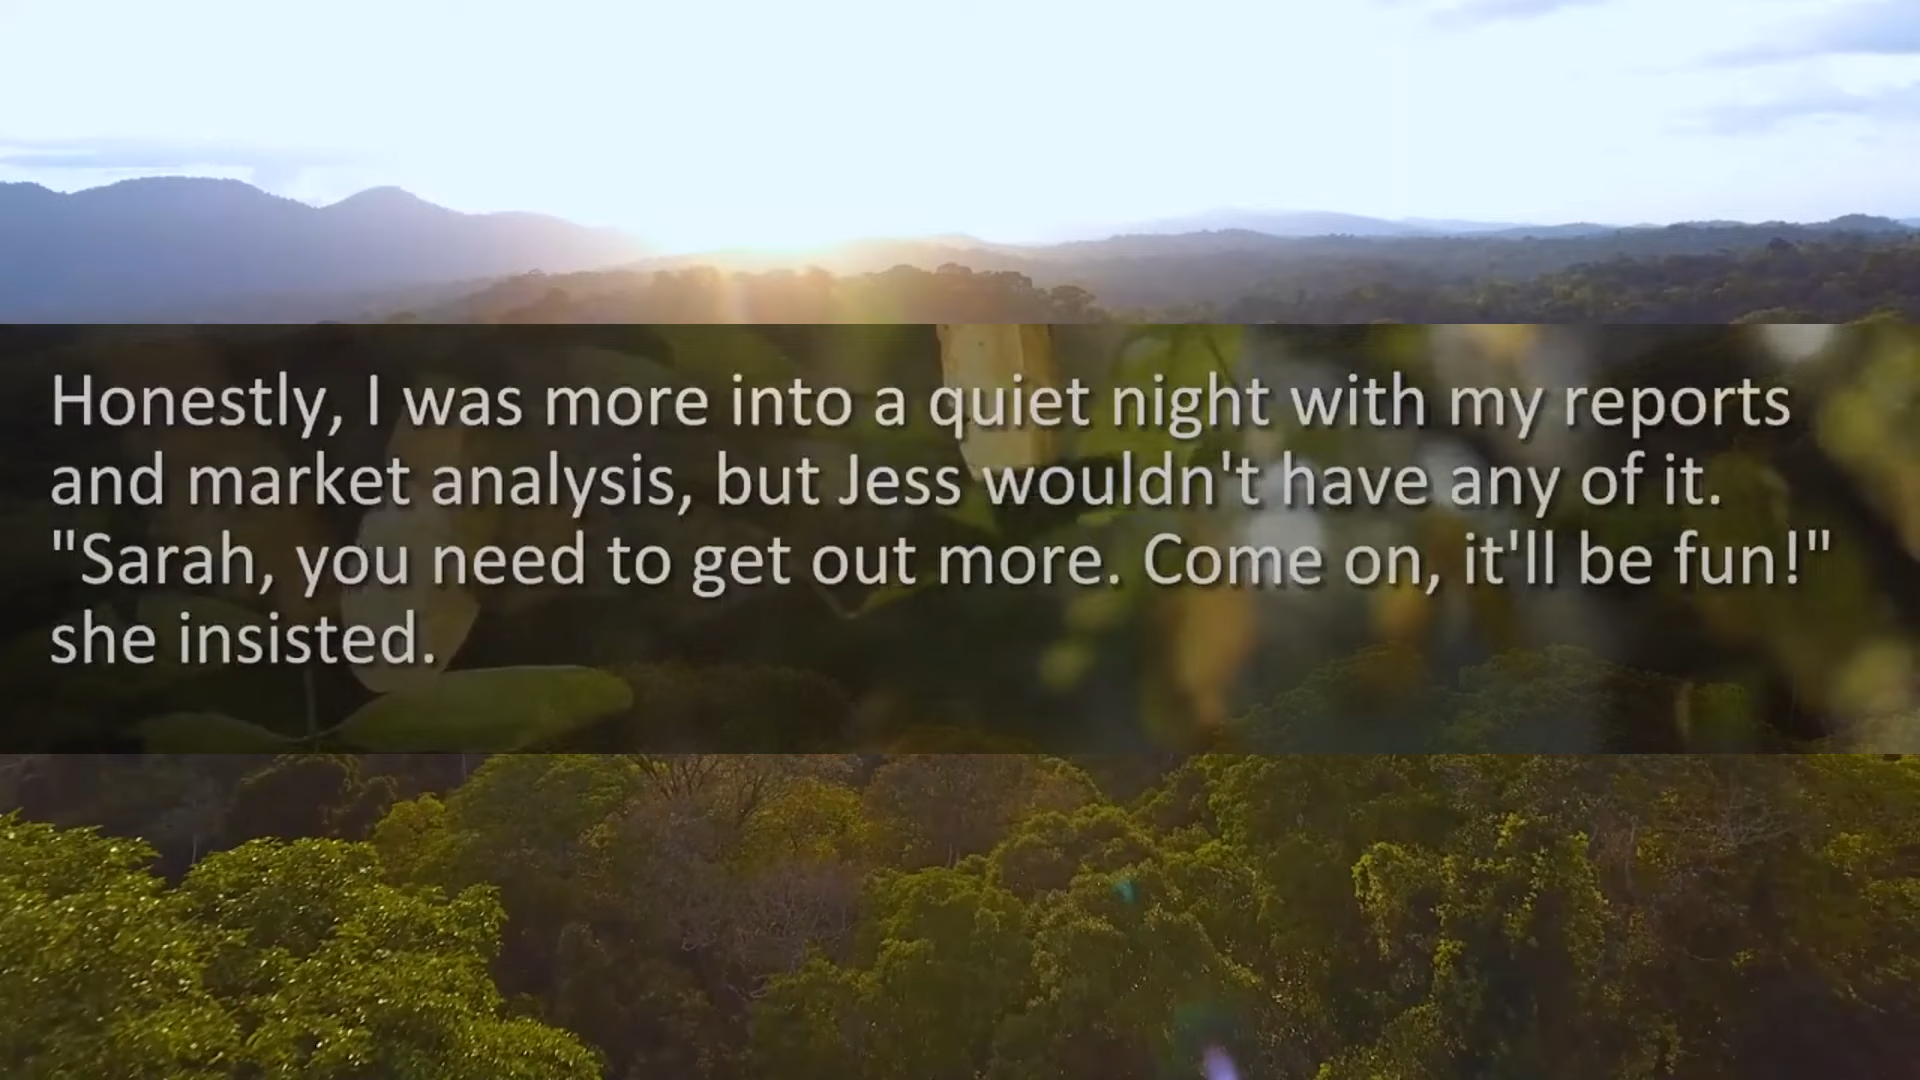 Honestly, I was more into a quiet night with my reports
and market analysis, but Jess wouldn't have any of it.
"Sarah, you need to get out more. Come on, it'll be fun!"
she insisted.